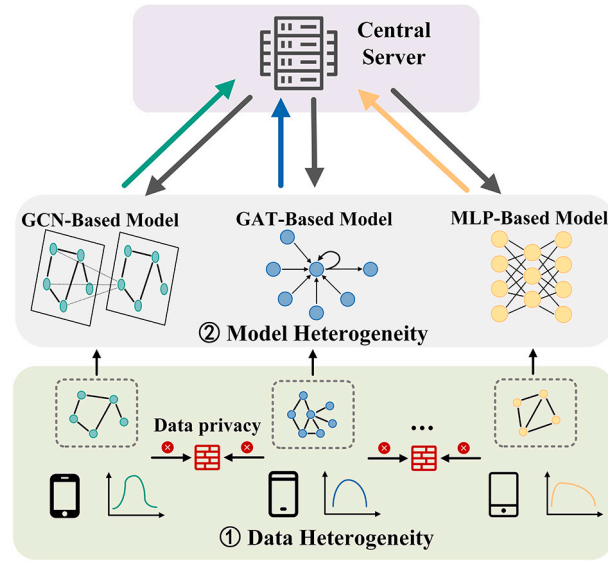 Central
Server
GCN-Based Model
GAT-Based Model
MLP-Based Model
② Model Heterogeneity
Data privacy
...
① Data Heterogeneity